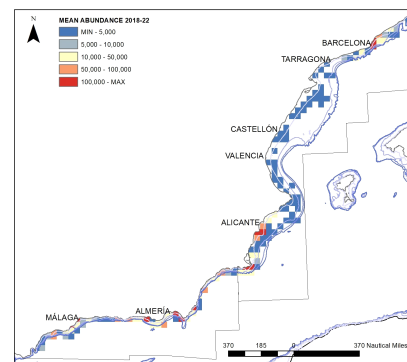 N
MEAN ABUNDANCE 2018-22
MIN - 5,000
5,000 - 10,000
10,000 - 50,000
50,000 - 100,000
100,000 - MAX
BARCELONA
TARRAGONA
CASTELLÓN
VALENCIA
ALICANTE
ALMERÍA
MÁLAGA
370 185 0 370 Nautical Miles